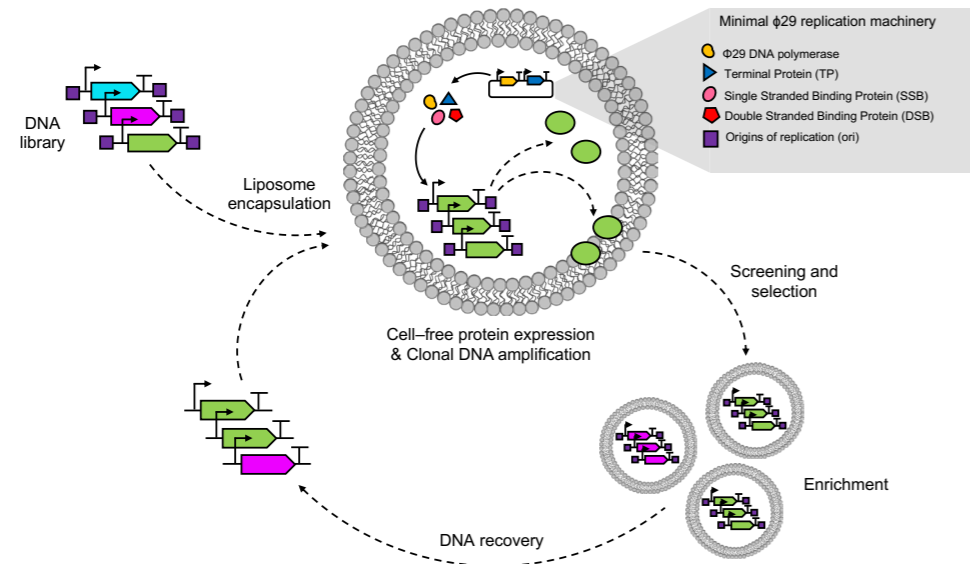 Minimal ϕ29 replication machinery
Φ29 DNA polymerase
Terminal Protein (TP)
Single Stranded Binding Protein (SSB)
Double Stranded Binding Protein (DSB)
Origins of replication (ori)
DNA
library
Liposome
encapsulation
Cell–free protein expression
& Clonal DNA amplification
Screening and
selection
Enrichment
DNA recovery